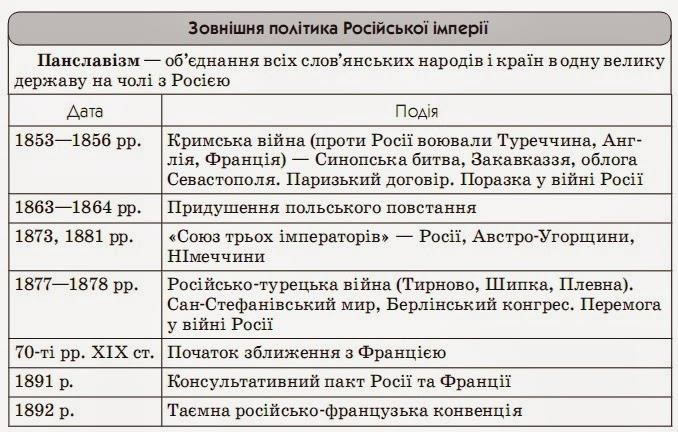 Зовнішня політика Російської імперії
Панславізм — об’єднання всіх слов’янських народів і країн в одну велику
державу на чолі з Росією
Дата
Подія
1853—1856 рр.
Кримська війна (проти Росії воювали Туреччина, Анг-
лія, Франція) — Синопська битва, Закавказзя, облога
Севастополя. Паризький договір. Поразка у війні Росії
1863—1864 рр.
Придушення польського повстання
1873, 1881 рр.
«Союз трьох імператорів» — Росії, Австро-Угорщини,
НІмеччини
1877—1878 рр.
Російсько-турецька війна (Тирново, Шипка, Плевна).
Сан-Стефанівський мир, Берлінський конгрес. Перемога
у війні Росії
70-ті рр. XIX ст.
Початок зближення з Францією
1891 р.
Консультативний пакт Росії та Франції
1892 р.
Таємна російсько-французька конвенція